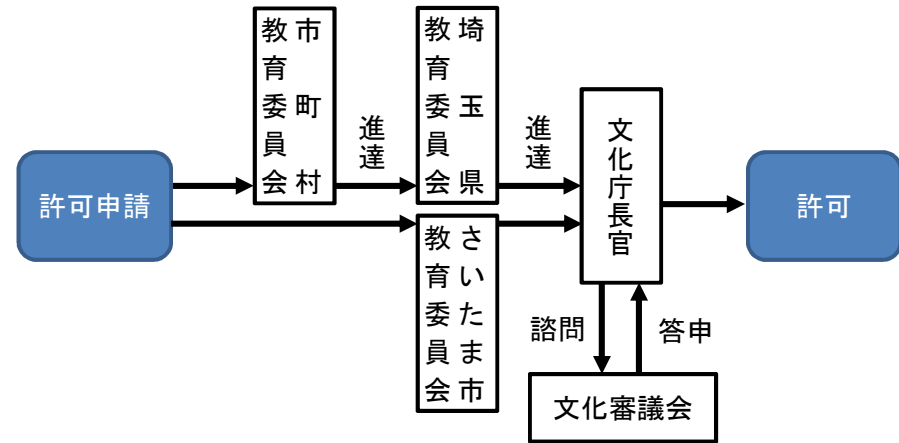 許可申請
市町村
教育委員会
進達
埼玉県
教育委員会
進達
さいたま市
教育委員会
文化庁長官
許可
諮問
答申
文化審議会